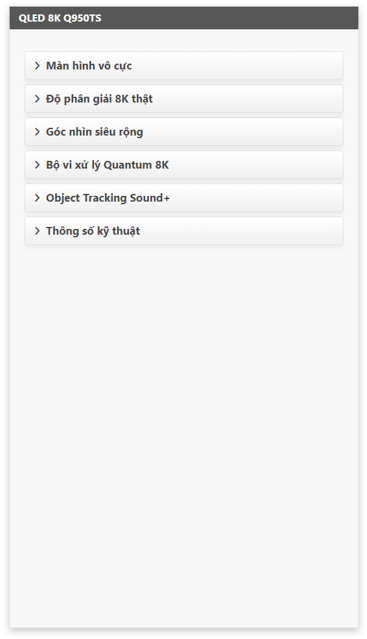 QLED 8K Q950TS
Màn hình vô cực
Độ phân giải 8K thật
Góc nhìn siêu rộng
Bộ vi xử lý Quantum 8K
Object Tracking Sound+
Thông số kỹ thuật